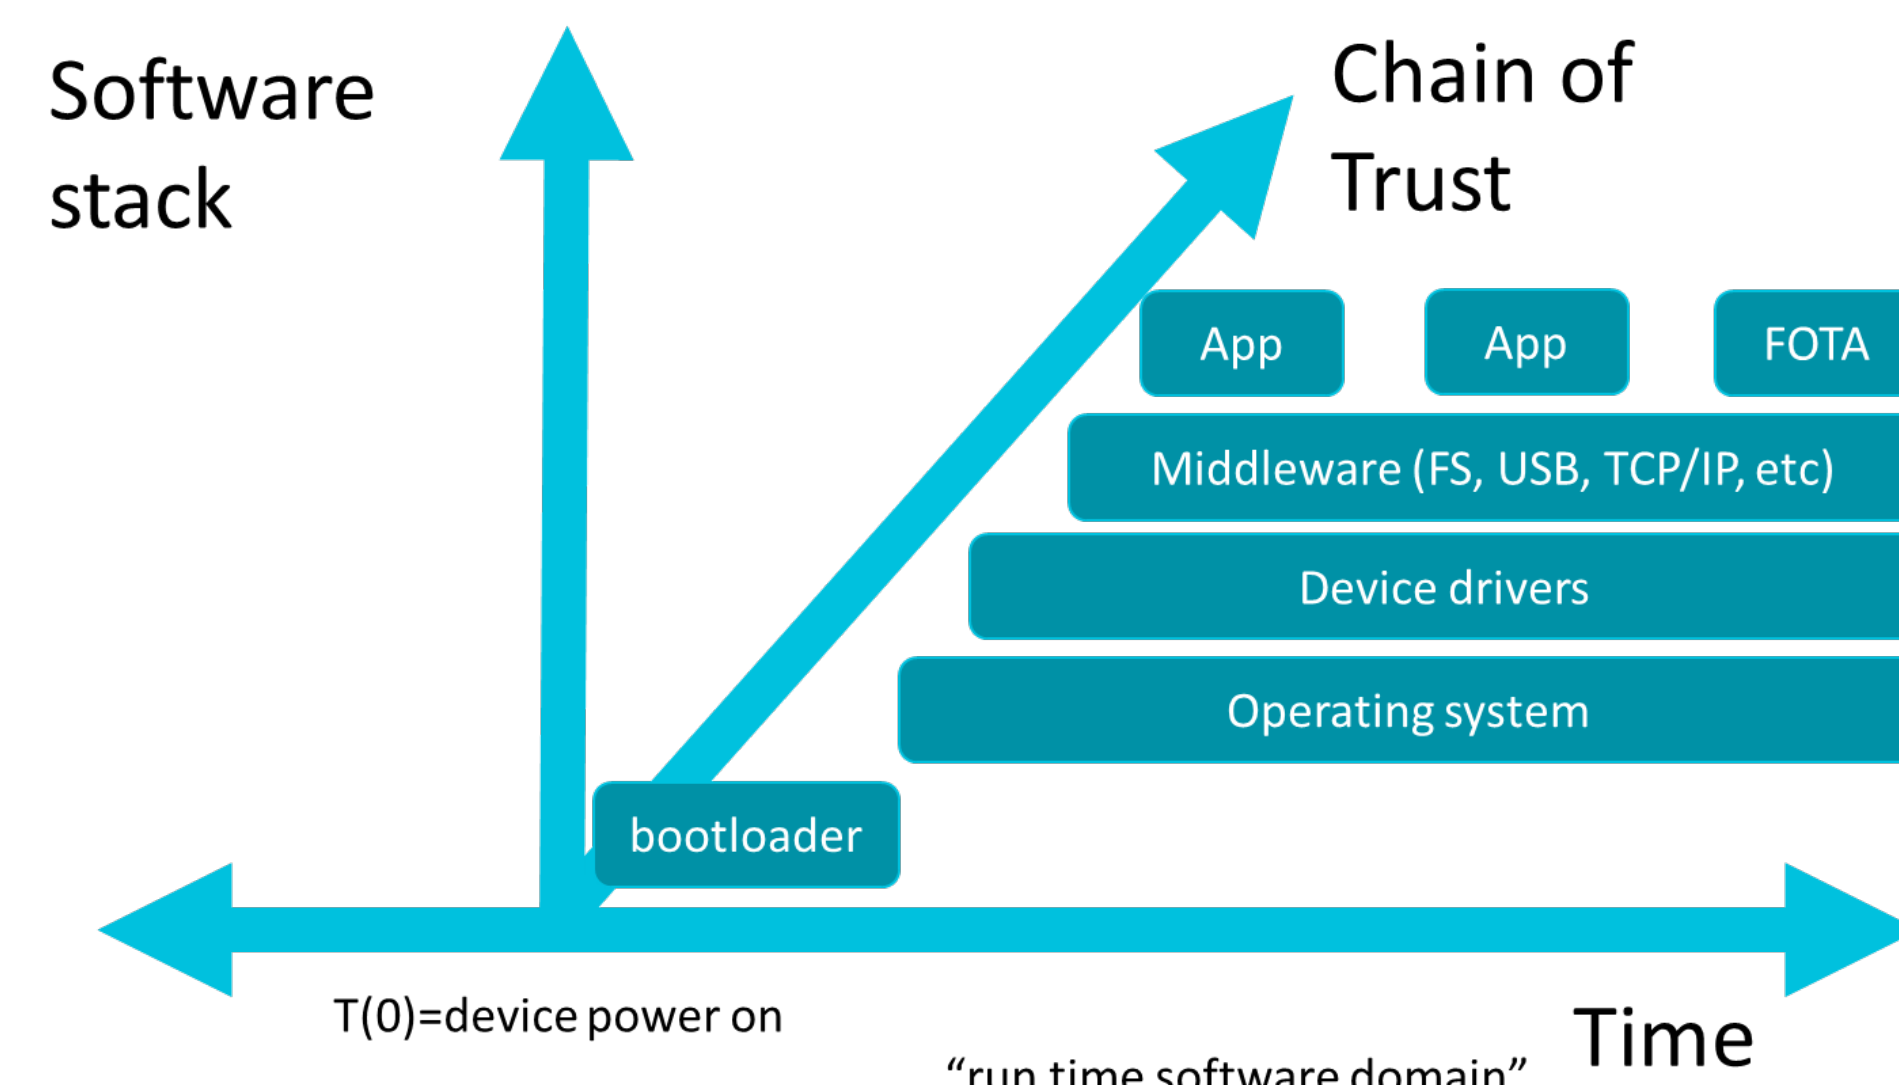 Software
stack
Chain of
Trust
App
App
FOTA
Middleware (FS, USB, TCP/IP, etc)
Device drivers
Operating system
bootloader
T(0)=device power on
Time
“run time software domain”